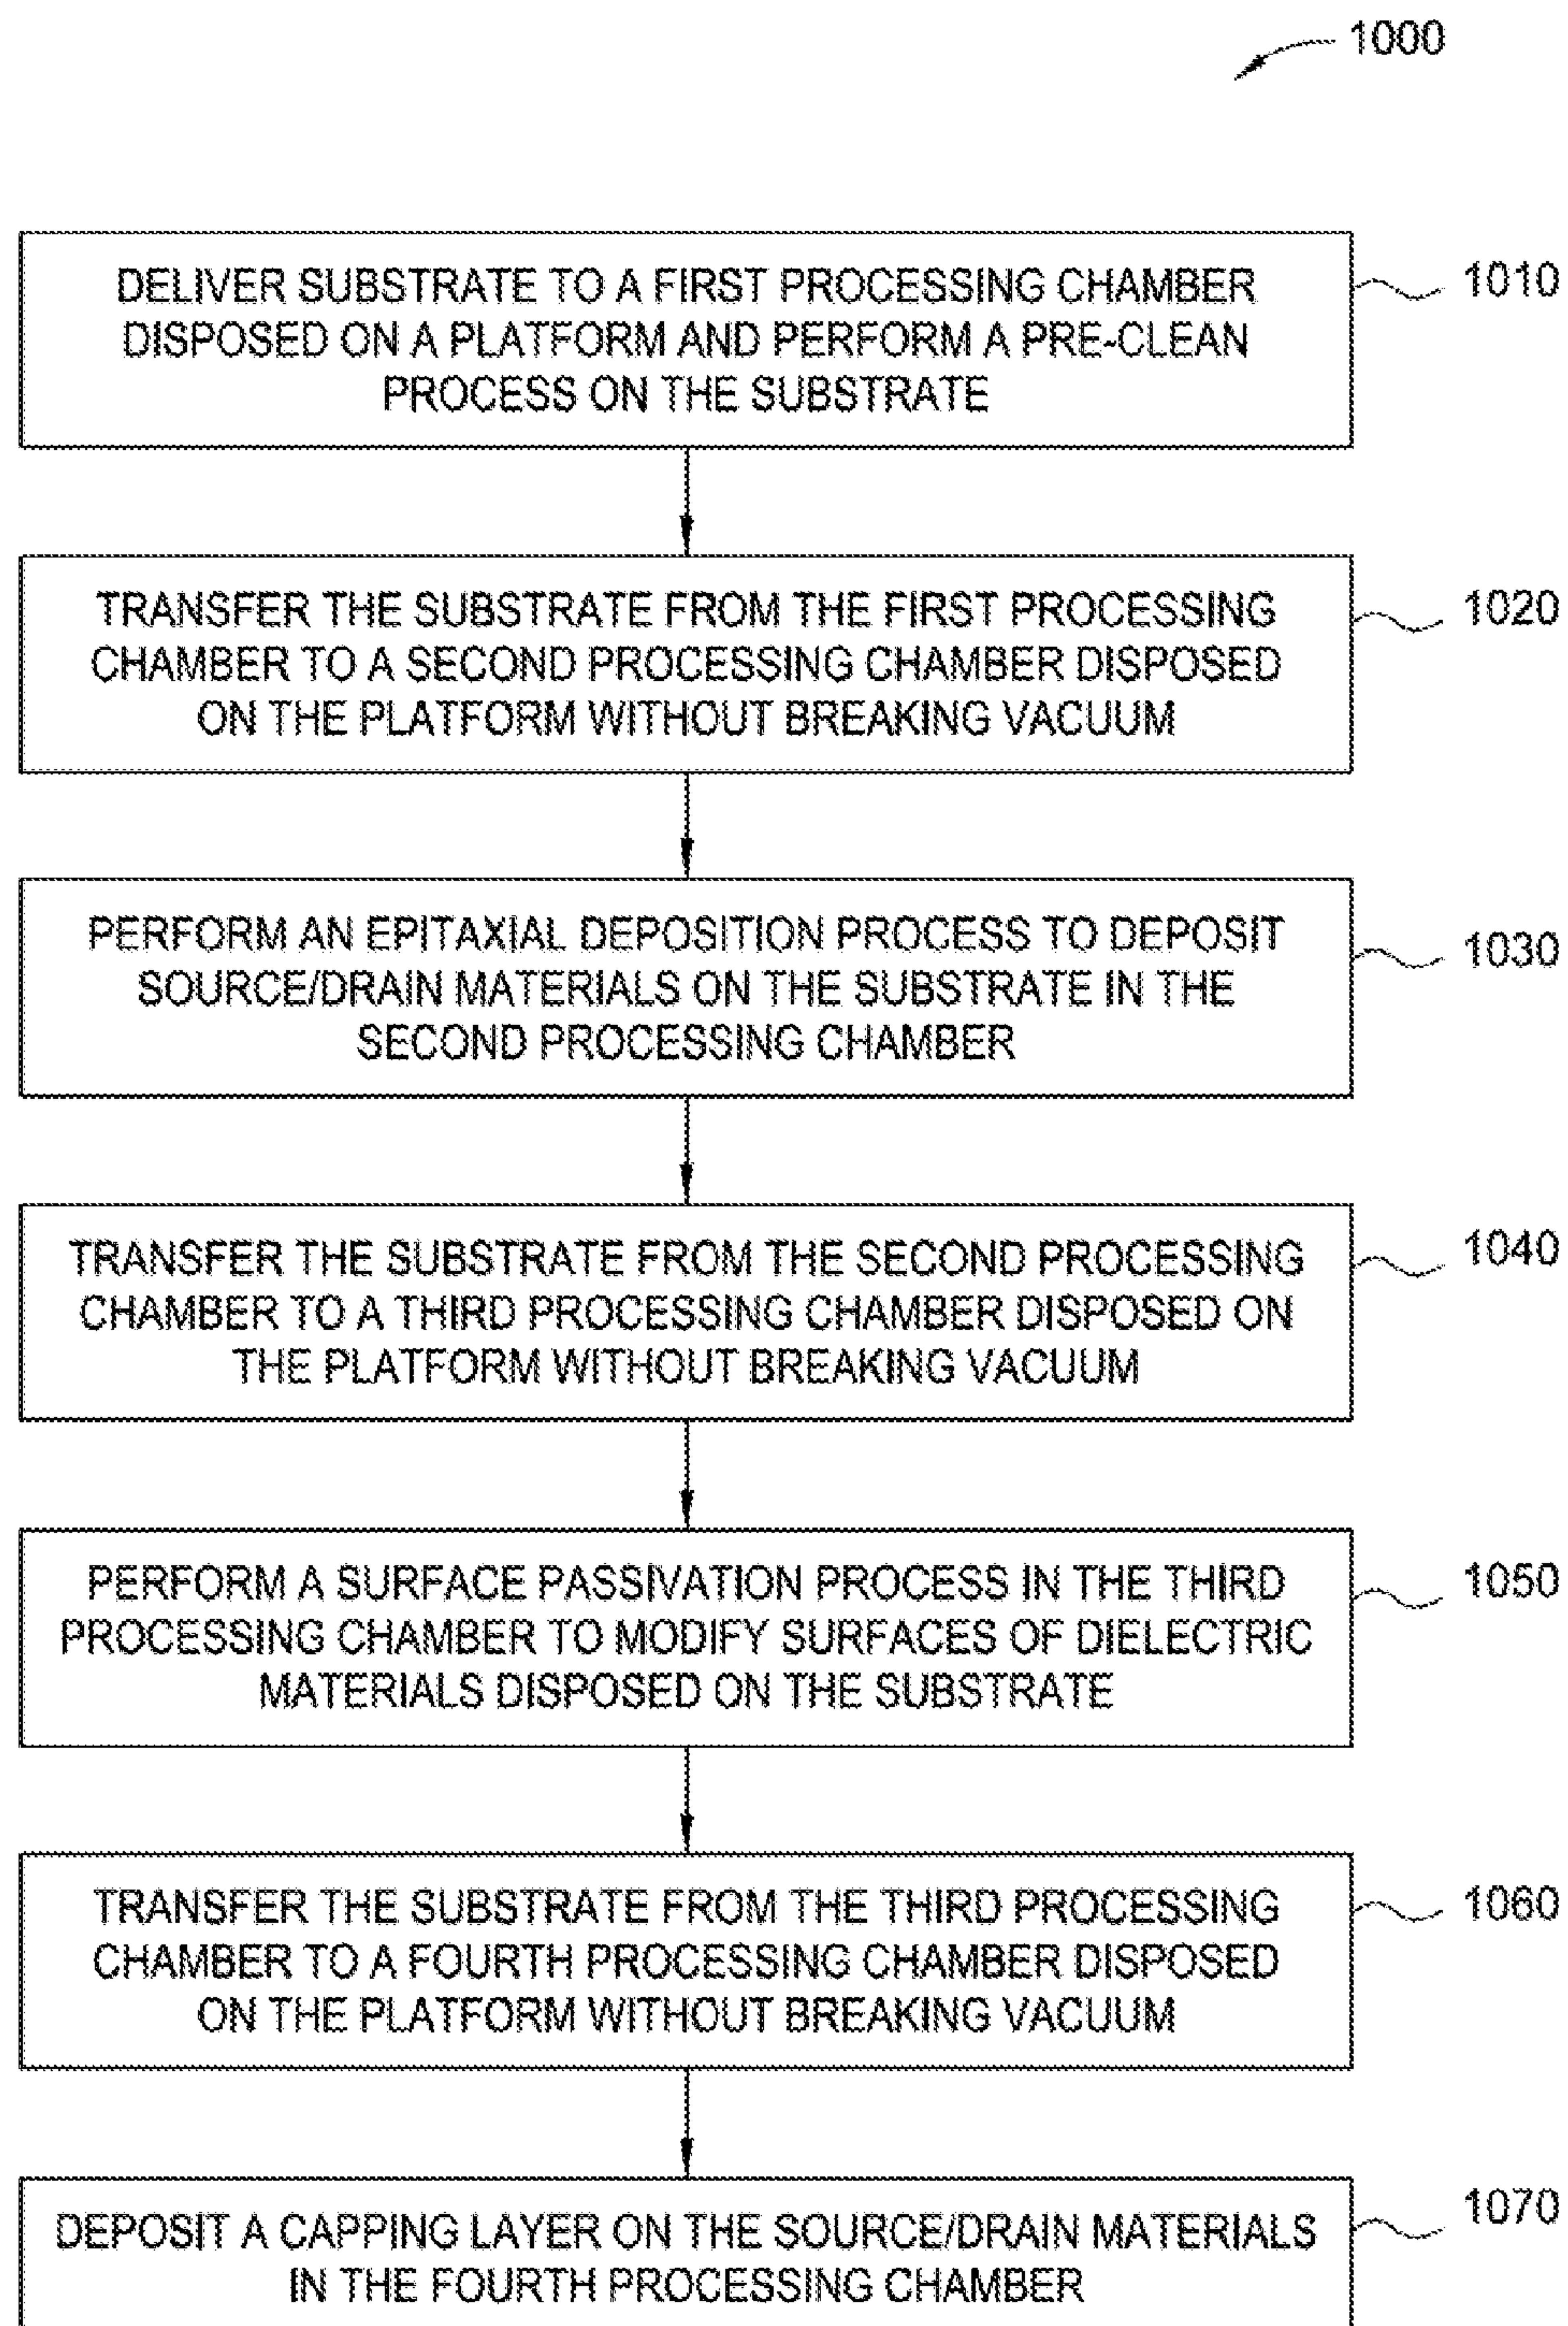 1000
DELIVER SUBSTRATE TO A FIRST PROCESSING CHAMBER
DISPOSED ON A PLATFORM AND PERFORM A PRE-CLEAN
PROCESS ON THE SUBSTRATE
1010
TRANSFER THE SUBSTRATE FROM THE FIRST PROCESSING
CHAMBER TO A SECOND PROCESSING CHAMBER DISPOSED
ON THE PLATFORM WITHOUT BREAKING VACUUM
1020
PERFORM AN EPITAXIAL DEPOSITION PROCESS TO DEPOSIT
SOURCE/DRAIN MATERIALS ON THE SUBSTRATE IN THE
SECOND PROCESSING CHAMBER
1030
TRANSFER THE SUBSTRATE FROM THE SECOND PROCESSING
CHAMBER TO A THIRD PROCESSING CHAMBER DISPOSED ON
THE PLATFORM WITHOUT BREAKING VACUUM
1040
PERFORM A SURFACE PASSIVATION PROCESS IN THE THIRD
PROCESSING CHAMBER TO MODIFY SURFACES OF DIELECTRIC
MATERIALS DISPOSED ON THE SUBSTRATE
1050
TRANSFER THE SUBSTRATE FROM THE THIRD PROCESSING
CHAMBER TO A FOURTH PROCESSING CHAMBER DISPOSED
ON THE PLATFORM WITHOUT BREAKING VACUUM
1060
DEPOSIT A CAPPING LAYER ON THE SOURCE/DRAIN MATERIALS
IN THE FOURTH PROCESSING CHAMBER
1070